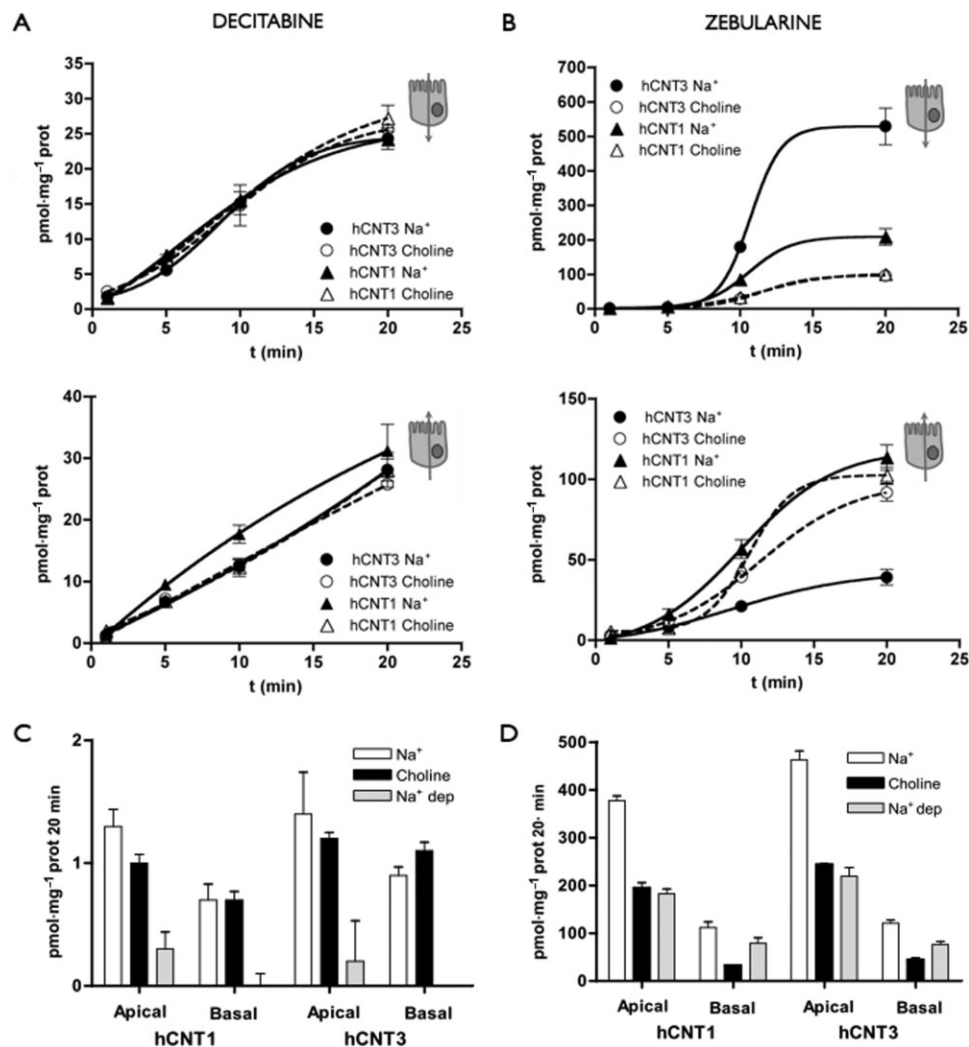 A
DECITABINE
B
ZEBULARINE
pmol·mg⁻¹ prot
35
30
25
20
15
10
5
0
hCNT3 Na⁺
hCNT3 Choline
hCNT1 Na⁺
hCNT1 Choline
0
5
10
15
20
25
t (min)
pmol·mg⁻¹ prot
700
600
500
400
300
200
100
0
hCNT3 Na⁺
hCNT3 Choline
hCNT1 Na⁺
hCNT1 Choline
0
5
10
15
20
25
t (min)
pmol·mg⁻¹ prot
40
30
20
10
0
hCNT3 Na⁺
hCNT3 Choline
hCNT1 Na⁺
hCNT1 Choline
0
5
10
15
20
25
t (min)
pmol·mg⁻¹ prot
150
100
50
0
hCNT3 Na⁺
hCNT3 Choline
hCNT1 Na⁺
hCNT1 Choline
0
5
10
15
20
25
t (min)
C
pmol·mg⁻¹ prot 20 min
2
1
0
Na⁺
Choline
Na⁺ dep
Apical
Basal
Apical
Basal
hCNT1
hCNT3
D
pmol·mg⁻¹ prot 20· min
500
400
300
200
100
0
Na⁺
Choline
Na⁺ dep
Apical
Basal
Apical
Basal
hCNT1
hCNT3